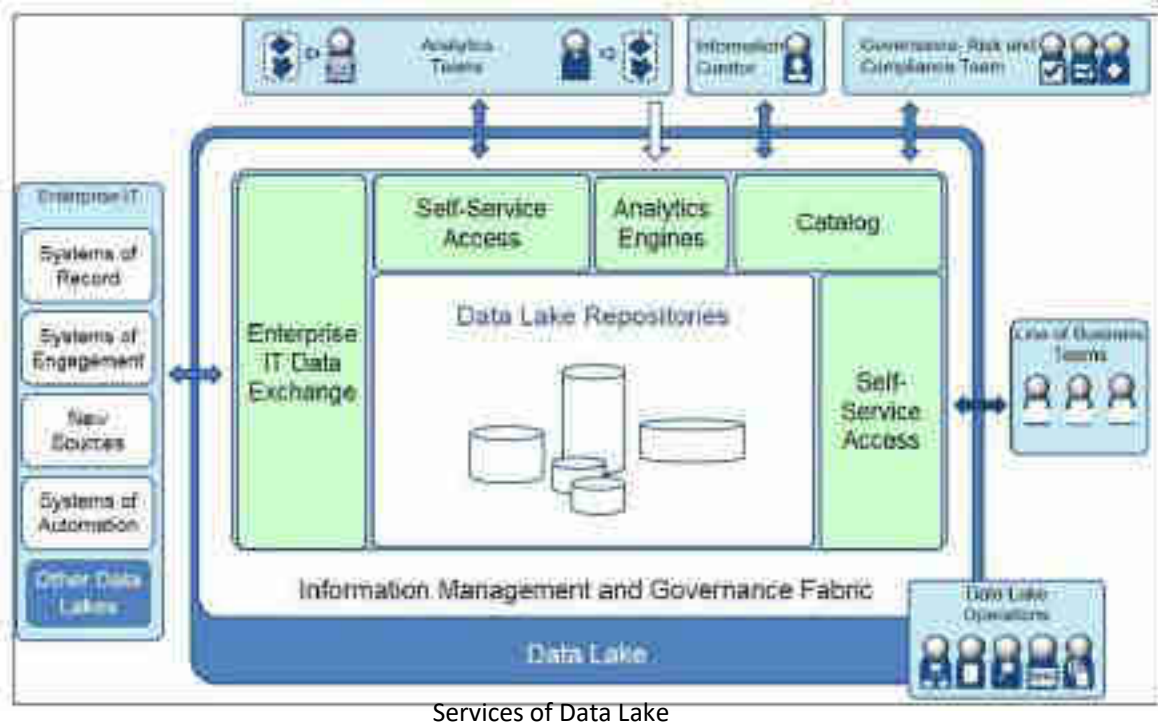 Analytics
Teams
Information
Curator
Governance, Risk and
Compliance Team
Enterprise IT
Systems of
Record
Systems of
Engagement
New
Sources
Systems of
Automation
Other Data
Lakes
Self-Service
Access
Analytics
Engines
Catalog
Enterprise
IT Data
Exchange
Data Lake Repositories
Self-
Service
Access
Line of Business
Teams
Information Management and Governance Fabric
Data Lake
Operations
Data Lake
Services of Data Lake